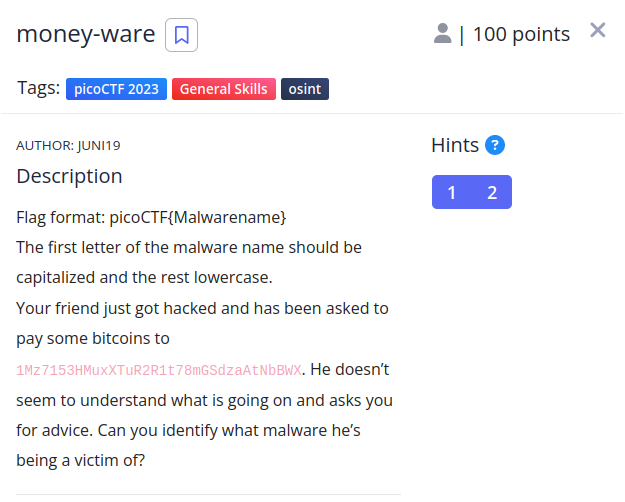 money-ware | 100 points
Tags: picoCTF 2023 General Skills osint
AUTHOR: JUNI19
Description
Flag format: picoCTF{Malwarename}
The first letter of the malware name should be
capitalized and the rest lowercase.
Your friend just got hacked and has been asked to
pay some bitcoins to
1Mz7153HMuxXTuR2R1t78mGSdzaAtNbBWX. He doesn’t
seem to understand what is going on and asks you
for advice. Can you identify what malware he’s
being a victim of?
Hints ?
1 2